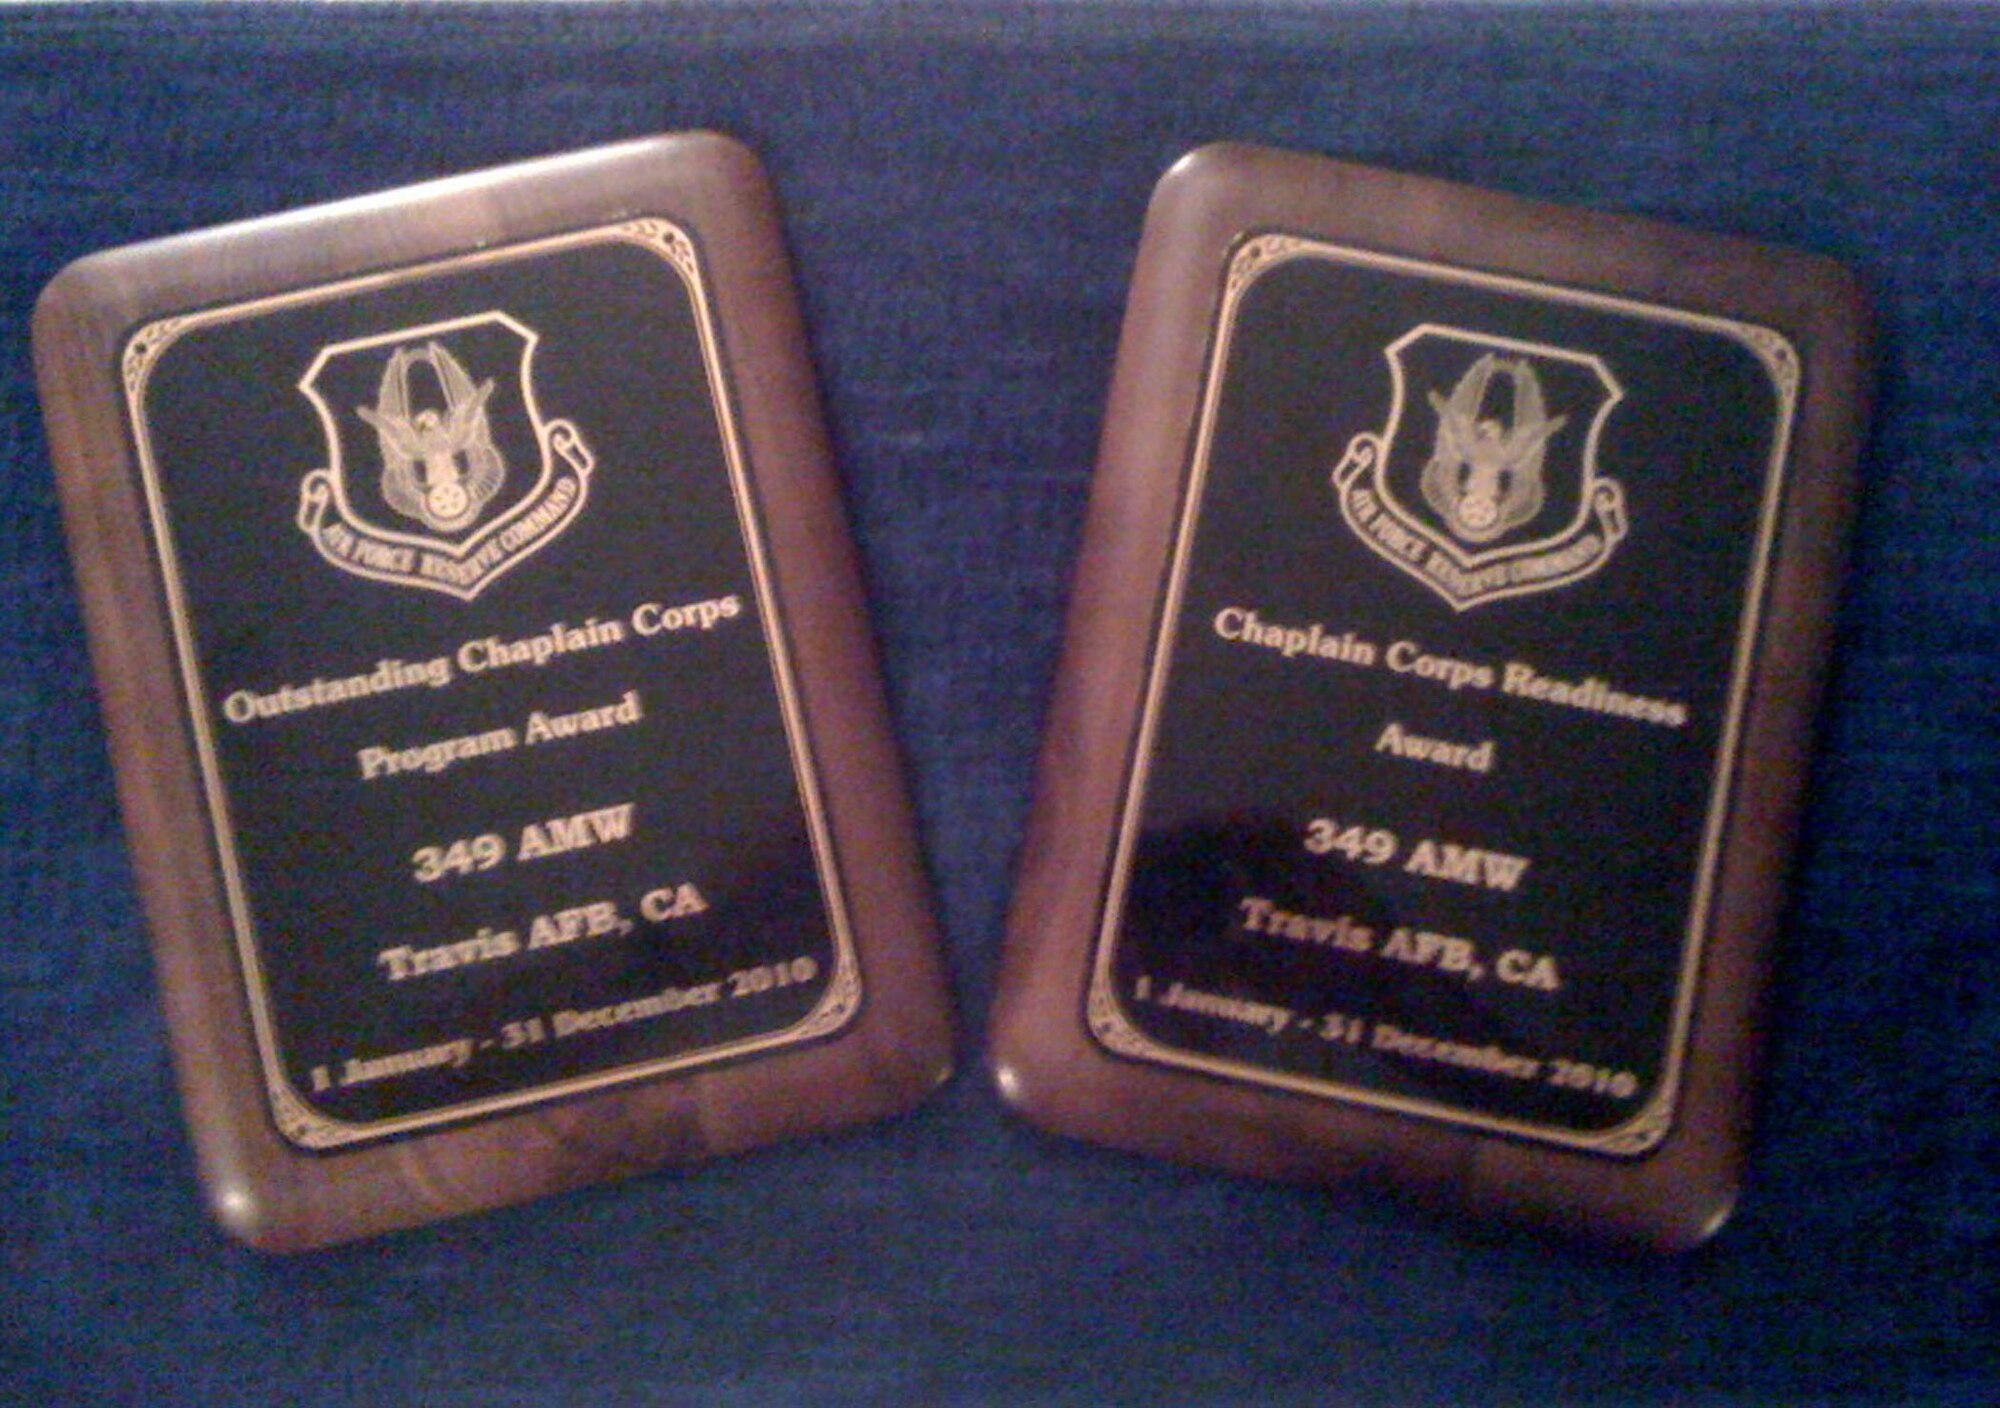 AIR FORCE RESERVE COMMAND
Outstanding Chaplain Corps
Program Award
349 AMW
Travis AFB, CA
1 January - 31 December 2010
AIR FORCE RESERVE COMMAND
Chaplain Corps Readiness
Award
349 AMW
Travis AFB, CA
1 January - 31 December 2010